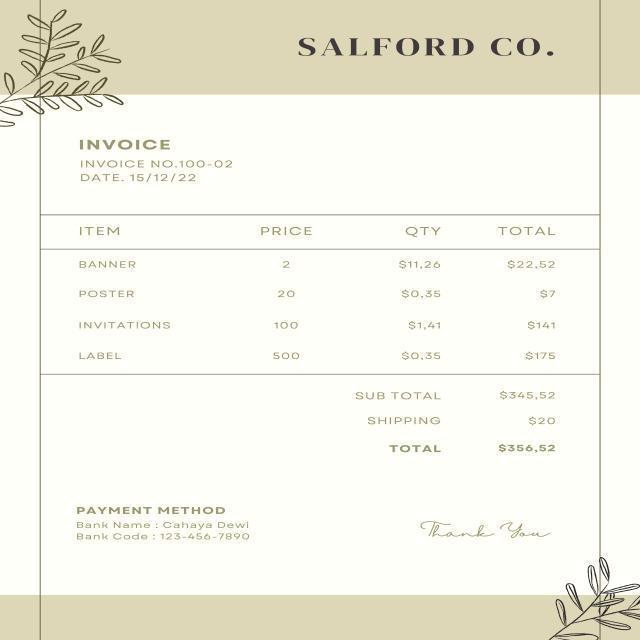 SALFORD CO.
INVOICE
INVOICE NO.100-02
DATE. 15/12/22
ITEM PRICE QTY TOTAL
BANNER 2 $11,26 $22,52
POSTER 20 $0,35 $7
INVITATIONS 100 $1,41 $141
LABEL 500 $0,35 $175
SUB TOTAL $345,52
SHIPPING $20
TOTAL $356,52
PAYMENT METHOD
Bank Name : Cahaya Dewi
Bank Code : 123-456-7890
Thank You